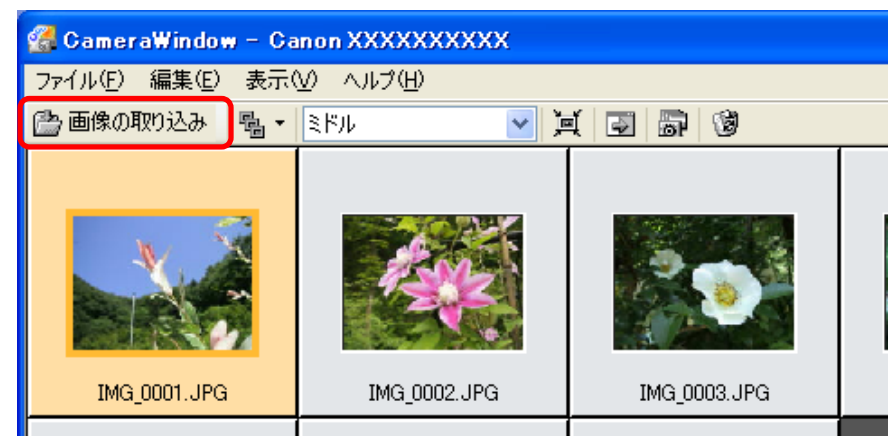 CameraWindow - Canon XXXXXXXXXX
ファイル(F) 編集(E) 表示(V) ヘルプ(H)
画像の取り込み ミドル
IMG_0001.JPG IMG_0002.JPG IMG_0003.JPG